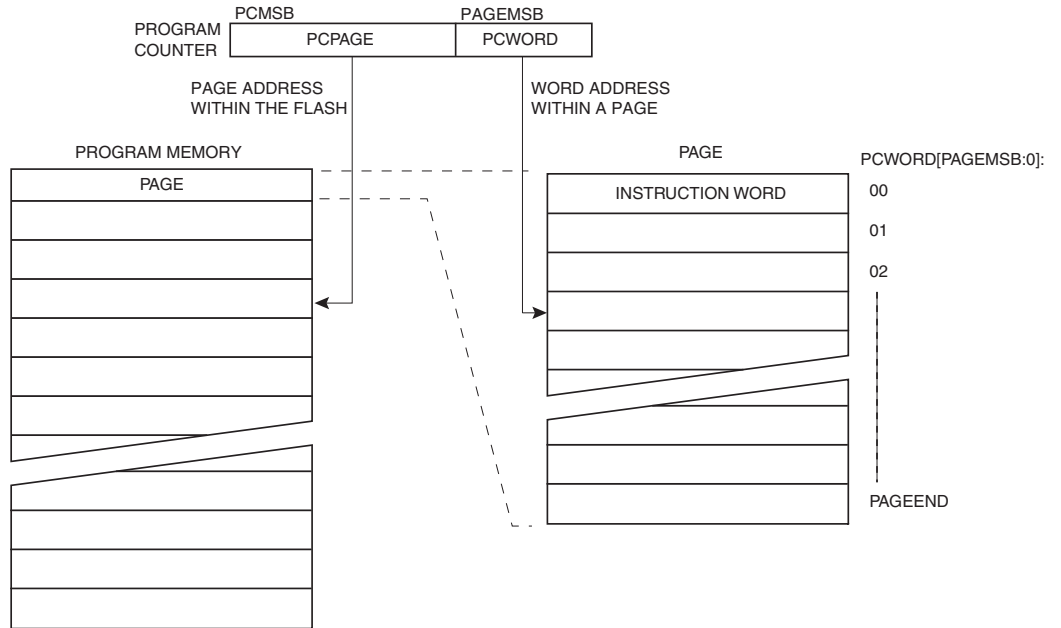 PCMSB PAGEMSB
PROGRAM
COUNTER
PCPAGE PCWORD
PAGE ADDRESS
WITHIN THE FLASH
WORD ADDRESS
WITHIN A PAGE
PROGRAM MEMORY
PAGE
PAGE
PCWORD[PAGEMSB:0]:
INSTRUCTION WORD
00
01
02
PAGEEND